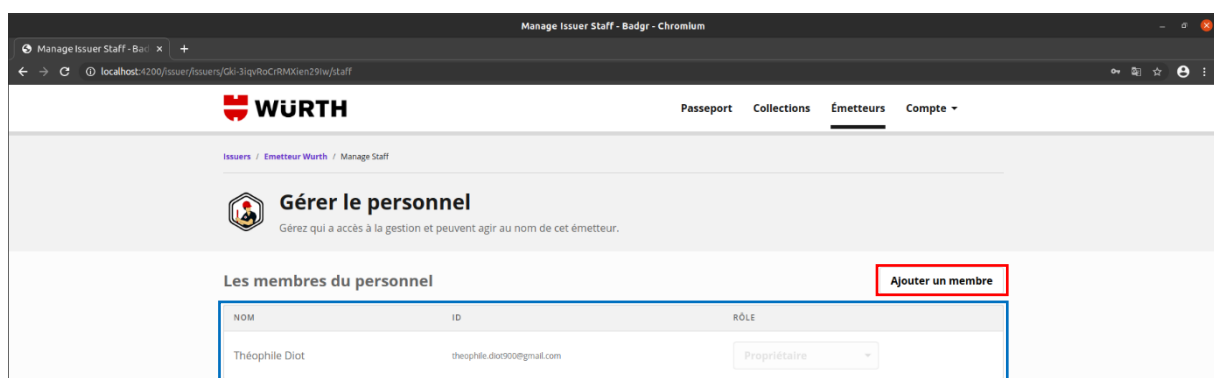 Manage Issuer Staff - Badgr - Chromium
Manage Issuer Staff - Bad
localhost:4200/issuer/issuers/Gki-3iqvRoCrRMXien29Iw/staff
WÜRTH Passeport Collections Émetteurs Compte
Issuers / Emetteur Wurth / Manage Staff
Gérer le personnel
Gérez qui a accès à la gestion et peuvent agir au nom de cet émetteur.
Les membres du personnel Ajouter un membre
NOM ID RÔLE
Théophile Diot theophile.diot900@gmail.com Propriétaire